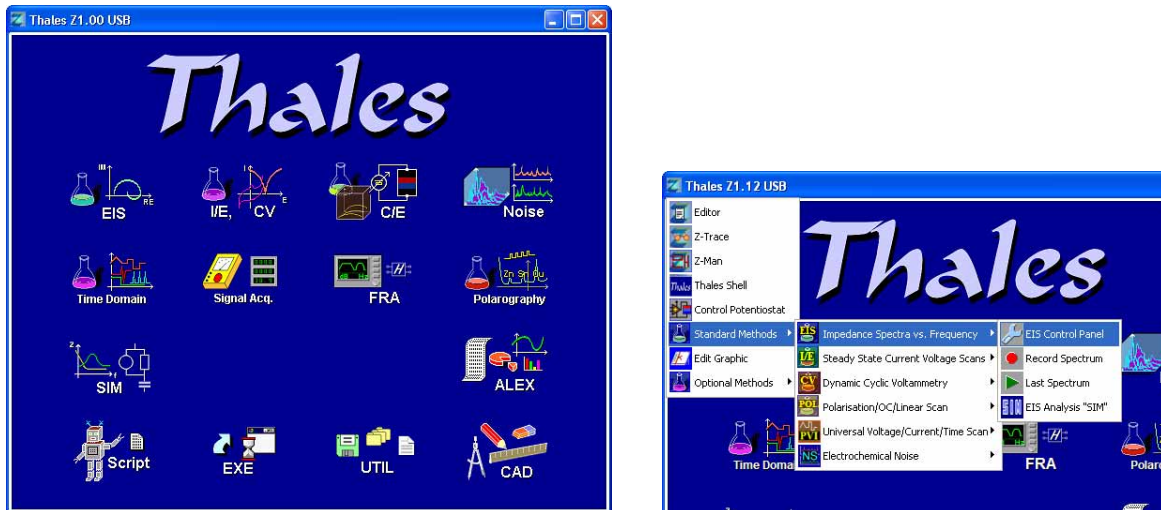 Thales Z1.00 USB
Thales
EIS
I/E, CV
C/E
Noise
Time Domain
Signal Acq.
FRA
Polarography
SIM
ALEX
Script
EXE
UTIL
CAD
Thales Z1.12 USB
Thales
Editor
Z-Trace
Z-Man
Thales Shell
Control Potentiostat
Standard Methods
Edit Graphic
Optional Methods
Impedance Spectra vs. Frequency
Steady State Current Voltage Scans
Dynamic Cyclic Voltammetry
Polarisation/OC/Linear Scan
Universal Voltage/Current/Time Scan
Electrochemical Noise
EIS Control Panel
Record Spectrum
Last Spectrum
EIS Analysis "SIM"
Time Doma
FRA
Polaro